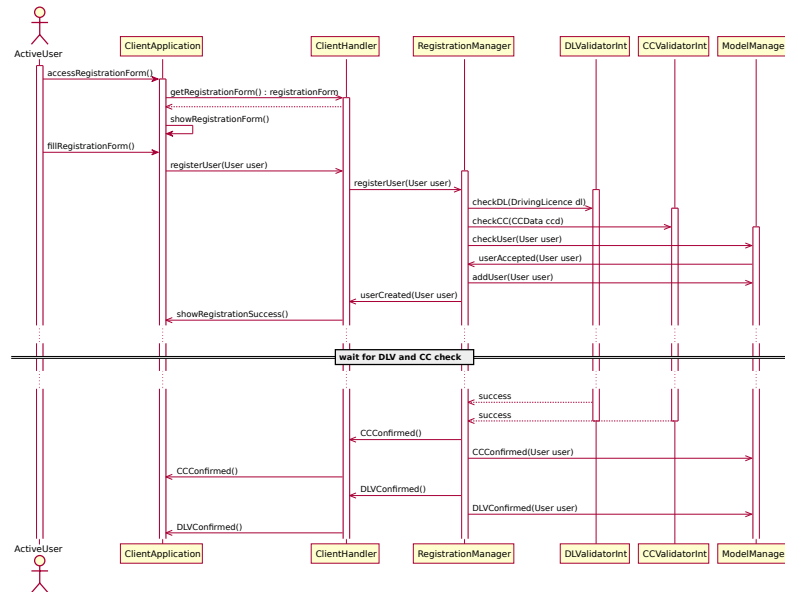 ActiveUser
ClientApplication
ClientHandler
RegistrationManager
DLValidatorInt
CCValidatorInt
ModelManager
accessRegistrationForm()
getRegistrationForm() : registrationForm
showRegistrationForm()
fillRegistrationForm()
registerUser(User user)
registerUser(User user)
checkDL(DrivingLicence dl)
checkCC(CCData ccd)
checkUser(User user)
userAccepted(User user)
addUser(User user)
userCreated(User user)
showRegistrationSuccess()
wait for DLV and CC check
success
success
CCConfirmed()
CCConfirmed(User user)
CCConfirmed()
DLVConfirmed()
DLVConfirmed(User user)
DLVConfirmed()
ActiveUser
ClientApplication
ClientHandler
RegistrationManager
DLValidatorInt
CCValidatorInt
ModelManager